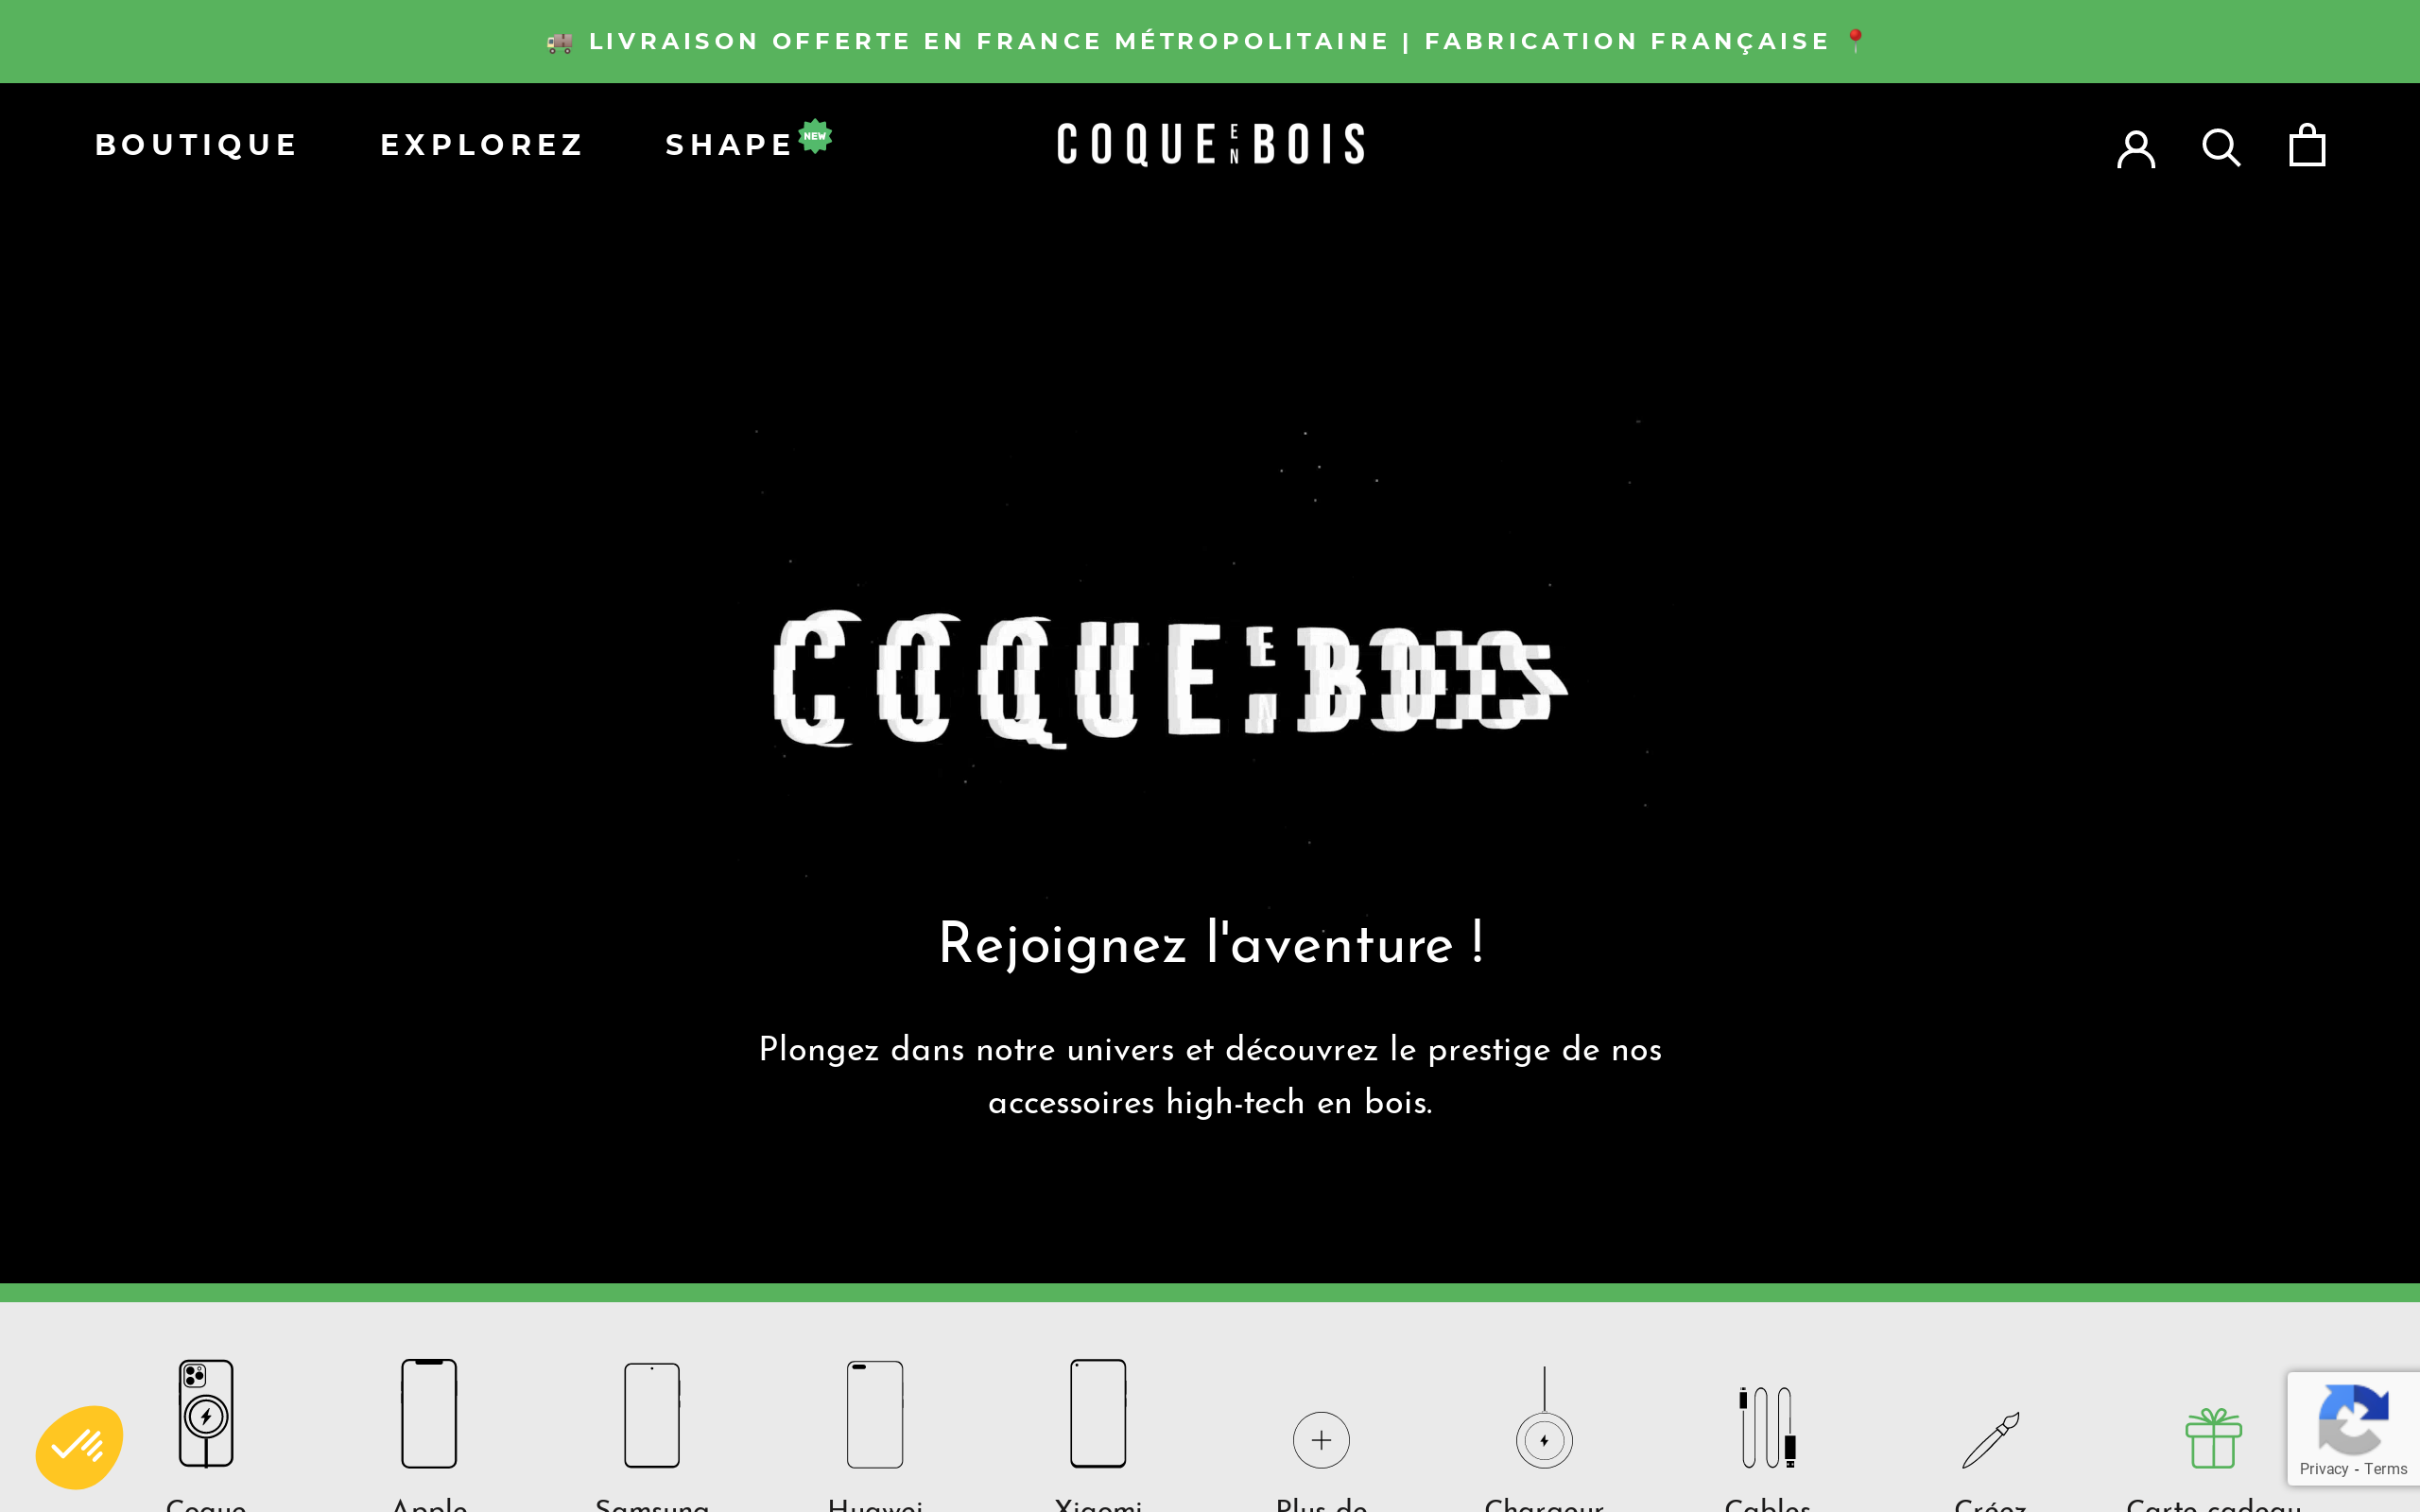 🚚 LIVRAISON OFFERTE EN FRANCE MÉTROPOLITAINE | FABRICATION FRANÇAISE 📍
BOUTIQUE EXPLOREZ SHAPE NEW COQUE EN BOIS
COQUE EN BOIS
Rejoignez l'aventure !
Plongez dans notre univers et découvrez le prestige de nos
accessoires high-tech en bois.
Coque Apple Samsung Huawei Xiaomi Plus de Chargeur Cables Créez Carte cadeau
Privacy - Terms